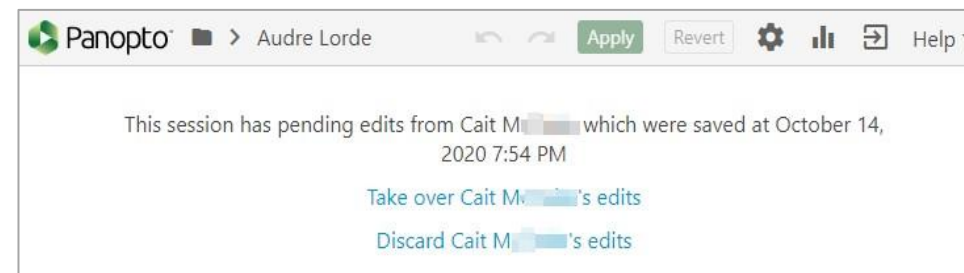 Panopto > Audre Lorde Apply Revert Help
This session has pending edits from Cait M which were saved at October 14,
2020 7:54 PM
Take over Cait M 's edits
Discard Cait M 's edits